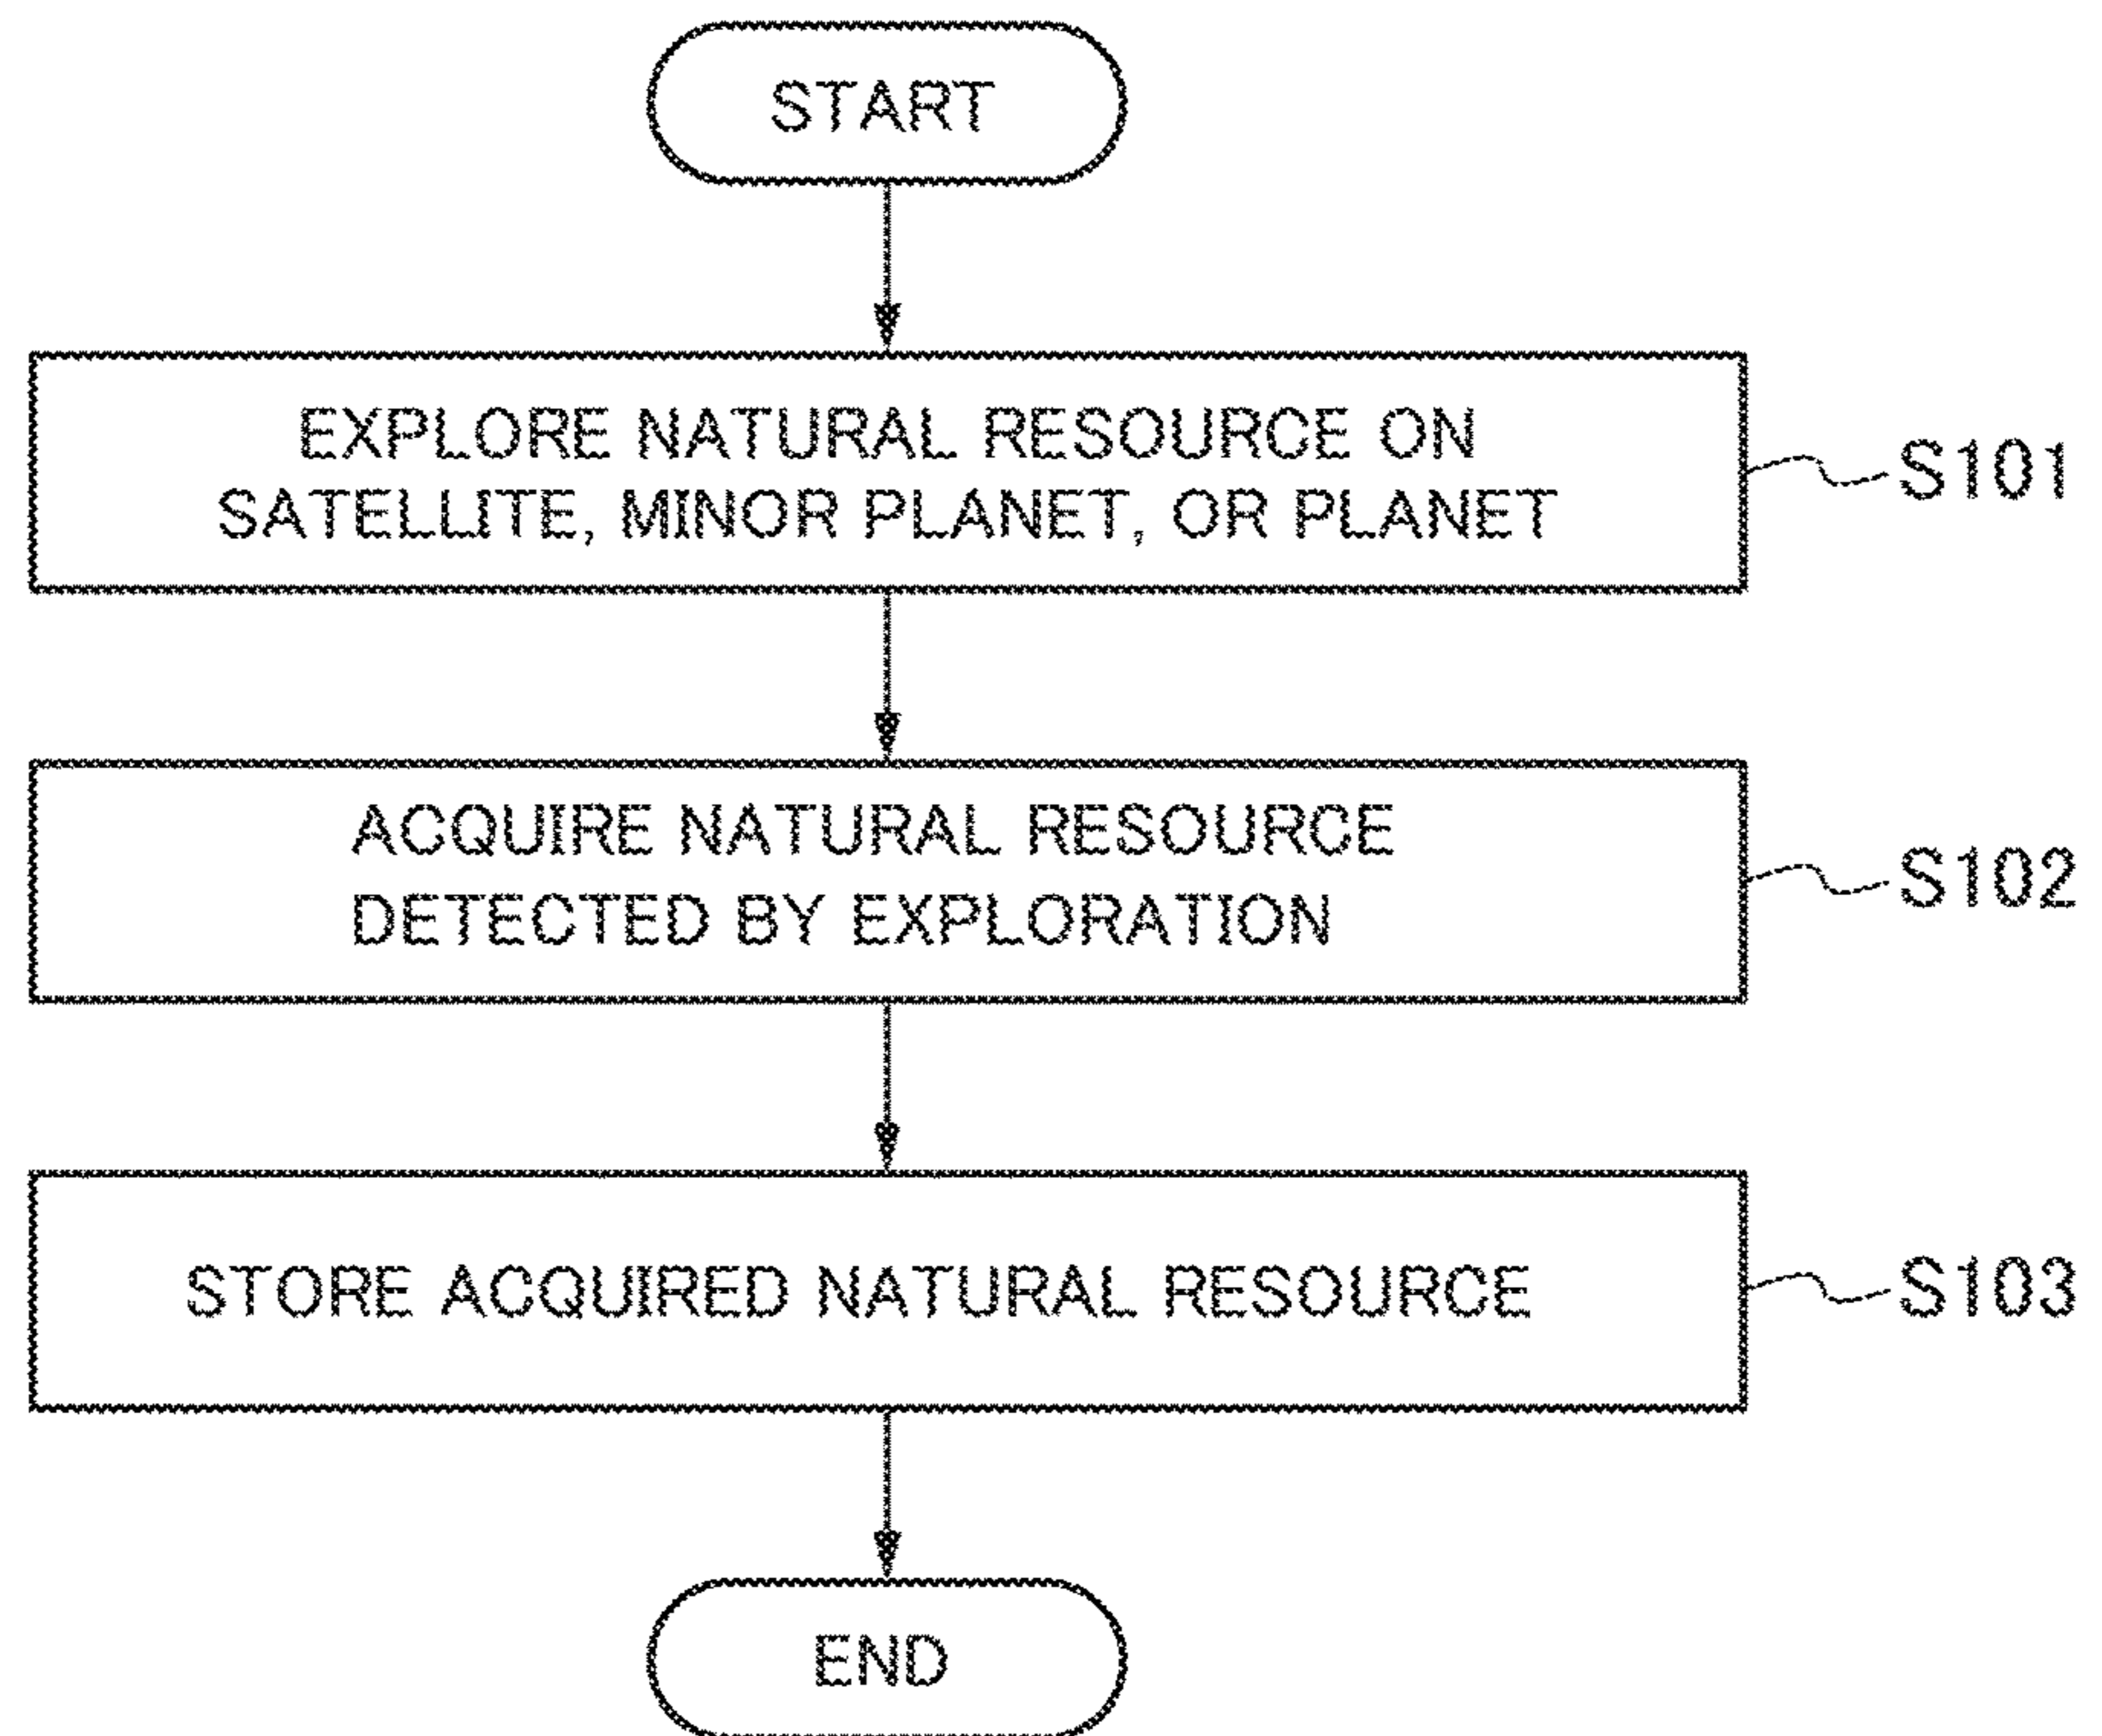 START
EXPLORE NATURAL RESOURCE ON
SATELLITE, MINOR PLANET, OR PLANET
S101
ACQUIRE NATURAL RESOURCE
DETECTED BY EXPLORATION
S102
STORE ACQUIRED NATURAL RESOURCE
S103
END